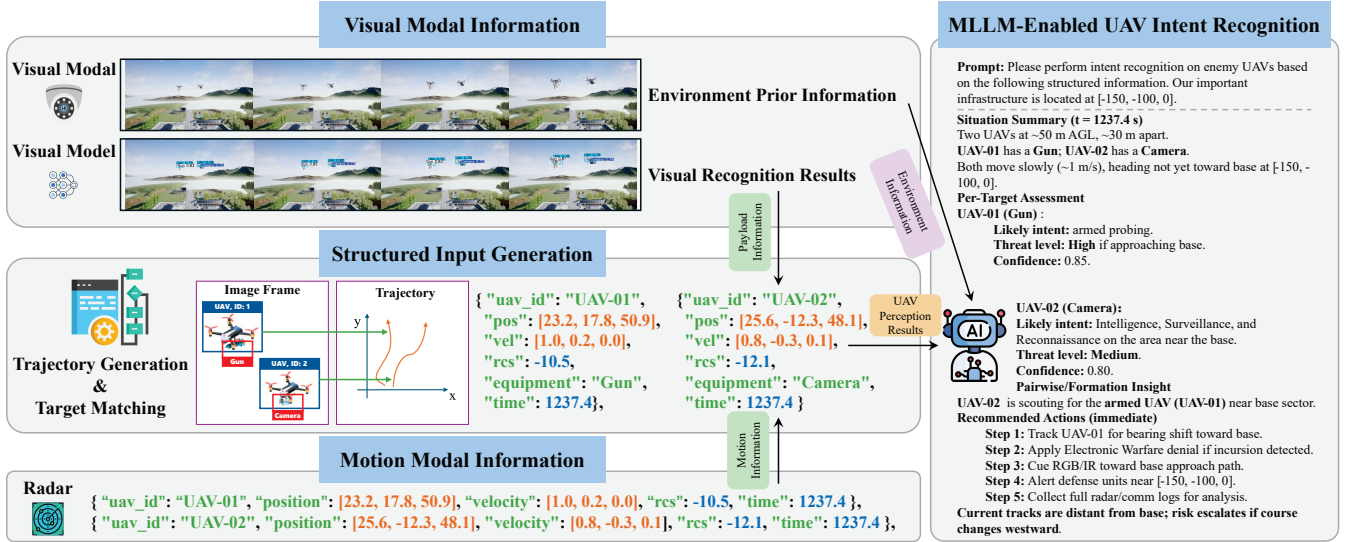 Visual Modal Information
Visual Modal
Visual Model
Environment Prior Information
Visual Recognition Results
Payload
Information
Environment
Information
Structured Input Generation
Trajectory Generation
&
Target Matching
Image Frame
UAV, ID: 1
Gun
UAV, ID: 2
Camera
Trajectory
y
x
{ "uav_id": "UAV-01",
"pos": [23.2, 17.8, 50.9],
"vel": [1.0, 0.2, 0.0],
"rcs": -10.5,
"equipment": "Gun",
"time": 1237.4},
{"uav_id": "UAV-02",
"pos": [25.6, -12.3, 48.1],
"vel": [0.8, -0.3, 0.1],
"rcs": -12.1,
"equipment": "Camera",
"time": 1237.4 }
UAV
Perception
Results
Motion
Information
Motion Modal Information
Radar
{ “uav_id”: “UAV-01”, “position”: [23.2, 17.8, 50.9], “velocity”: [1.0, 0.2, 0.0], “rcs”: -10.5, "time": 1237.4 },
{ "uav_id": "UAV-02", "position": [25.6, -12.3, 48.1], "velocity": [0.8, -0.3, 0.1], "rcs": -12.1, "time": 1237.4 },
MLLM-Enabled UAV Intent Recognition
Prompt: Please perform intent recognition on enemy UAVs based
on the following structured information. Our important
infrastructure is located at [-150, -100, 0].
Situation Summary (t = 1237.4 s)
Two UAVs at ~50 m AGL, ~30 m apart.
UAV-01 has a Gun; UAV-02 has a Camera.
Both move slowly (~1 m/s), heading not yet toward base at [-150, -
100, 0].
Per-Target Assessment
UAV-01 (Gun) :
Likely intent: armed probing.
Threat level: High if approaching base.
Confidence: 0.85.
AI
UAV-02 (Camera):
Likely intent: Intelligence, Surveillance, and
Reconnaissance on the area near the base.
Threat level: Medium.
Confidence: 0.80.
Pairwise/Formation Insight
UAV-02 is scouting for the armed UAV (UAV-01) near base sector.
Recommended Actions (immediate)
Step 1: Track UAV-01 for bearing shift toward base.
Step 2: Apply Electronic Warfare denial if incursion detected.
Step 3: Cue RGB/IR toward base approach path.
Step 4: Alert defense units near [-150, -100, 0].
Step 5: Collect full radar/comm logs for analysis.
Current tracks are distant from base; risk escalates if course
changes westward.